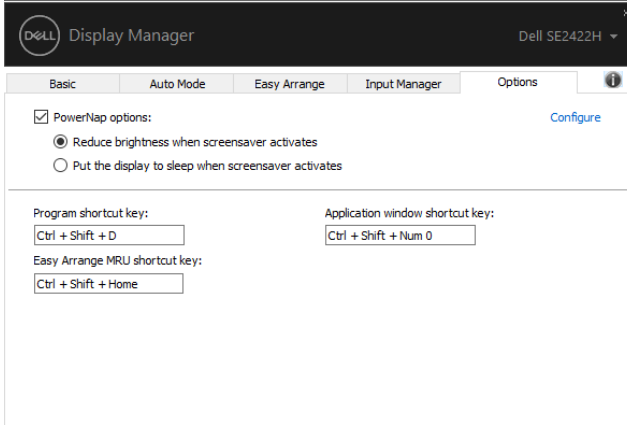 DELL Display Manager
Dell SE2422H
Basic Auto Mode Easy Arrange Input Manager Options
PowerNap options:
Configure
Reduce brightness when screensaver activates
Put the display to sleep when screensaver activates
Program shortcut key:
Application window shortcut key:
Ctrl + Shift + D
Ctrl + Shift + Num 0
Easy Arrange MRU shortcut key:
Ctrl + Shift + Home